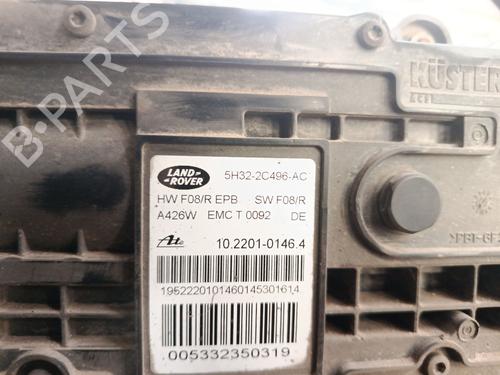 B-PARTS
KÜSTER
LAND-
ROVER
5H32-2C496-AC
HW F08/R EPB SW F08/R
A426W EMC T 0092 DE
Ate 10.2201-0146.4
1952220101460145301614
005332350319